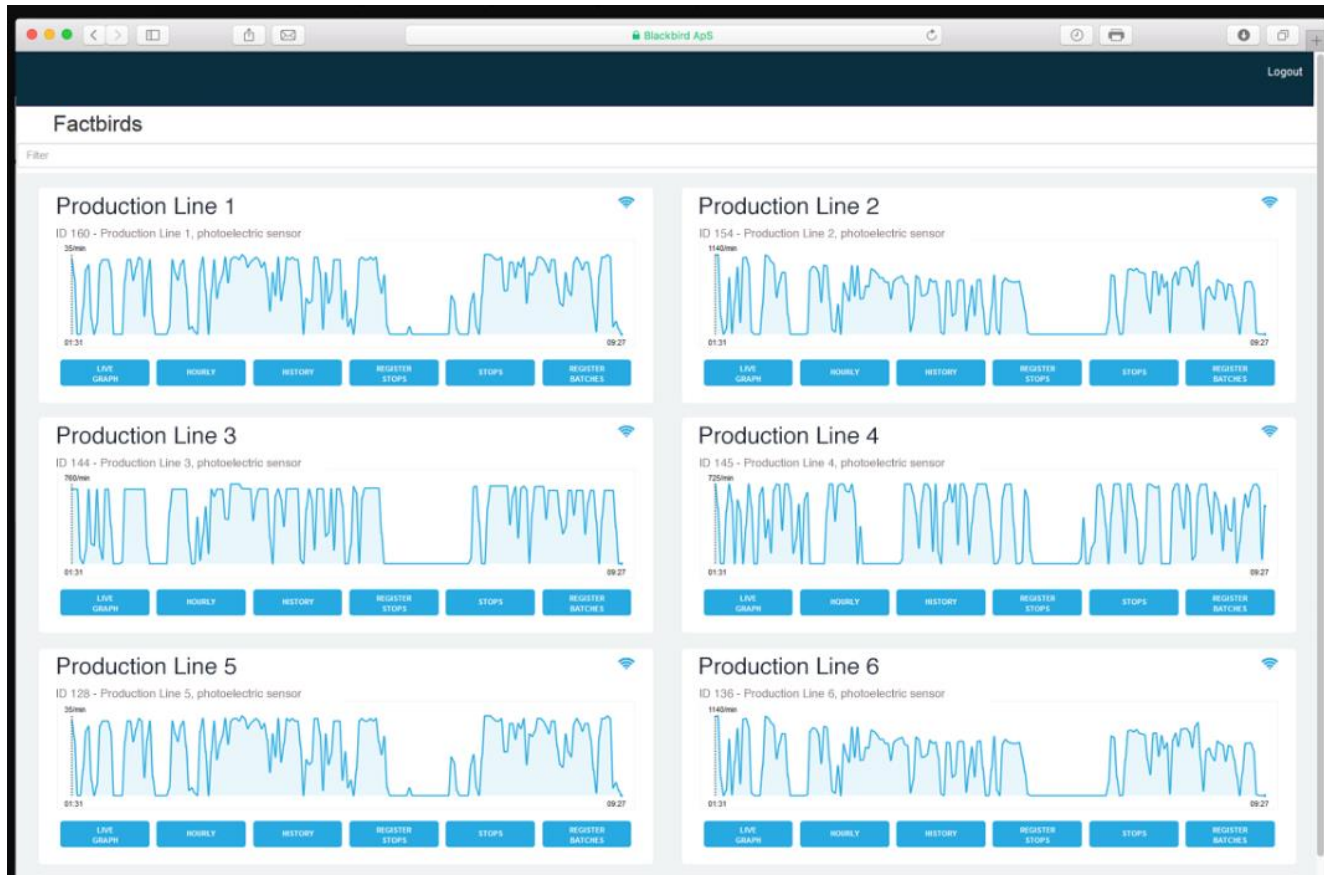 Blackbird ApS
Logout
Factbirds
Filter
Production Line 1
ID 160 - Production Line 1, photoelectric sensor
35/min
01:31
09:27
LIVE GRAPH
HOURLY
HISTORY
REGISTER STOPS
STOPS
REGISTER BATCHES
Production Line 2
ID 154 - Production Line 2, photoelectric sensor
1140/min
01:31
09:27
LIVE GRAPH
HOURLY
HISTORY
REGISTER STOPS
STOPS
REGISTER BATCHES
Production Line 3
ID 144 - Production Line 3, photoelectric sensor
760/min
01:31
09:27
LIVE GRAPH
HOURLY
HISTORY
REGISTER STOPS
STOPS
REGISTER BATCHES
Production Line 4
ID 145 - Production Line 4, photoelectric sensor
725/min
01:31
09:27
LIVE GRAPH
HOURLY
HISTORY
REGISTER STOPS
STOPS
REGISTER BATCHES
Production Line 5
ID 128 - Production Line 5, photoelectric sensor
35/min
01:31
09:27
LIVE GRAPH
HOURLY
HISTORY
REGISTER STOPS
STOPS
REGISTER BATCHES
Production Line 6
ID 136 - Production Line 6, photoelectric sensor
1140/min
01:31
09:27
LIVE GRAPH
HOURLY
HISTORY
REGISTER STOPS
STOPS
REGISTER BATCHES